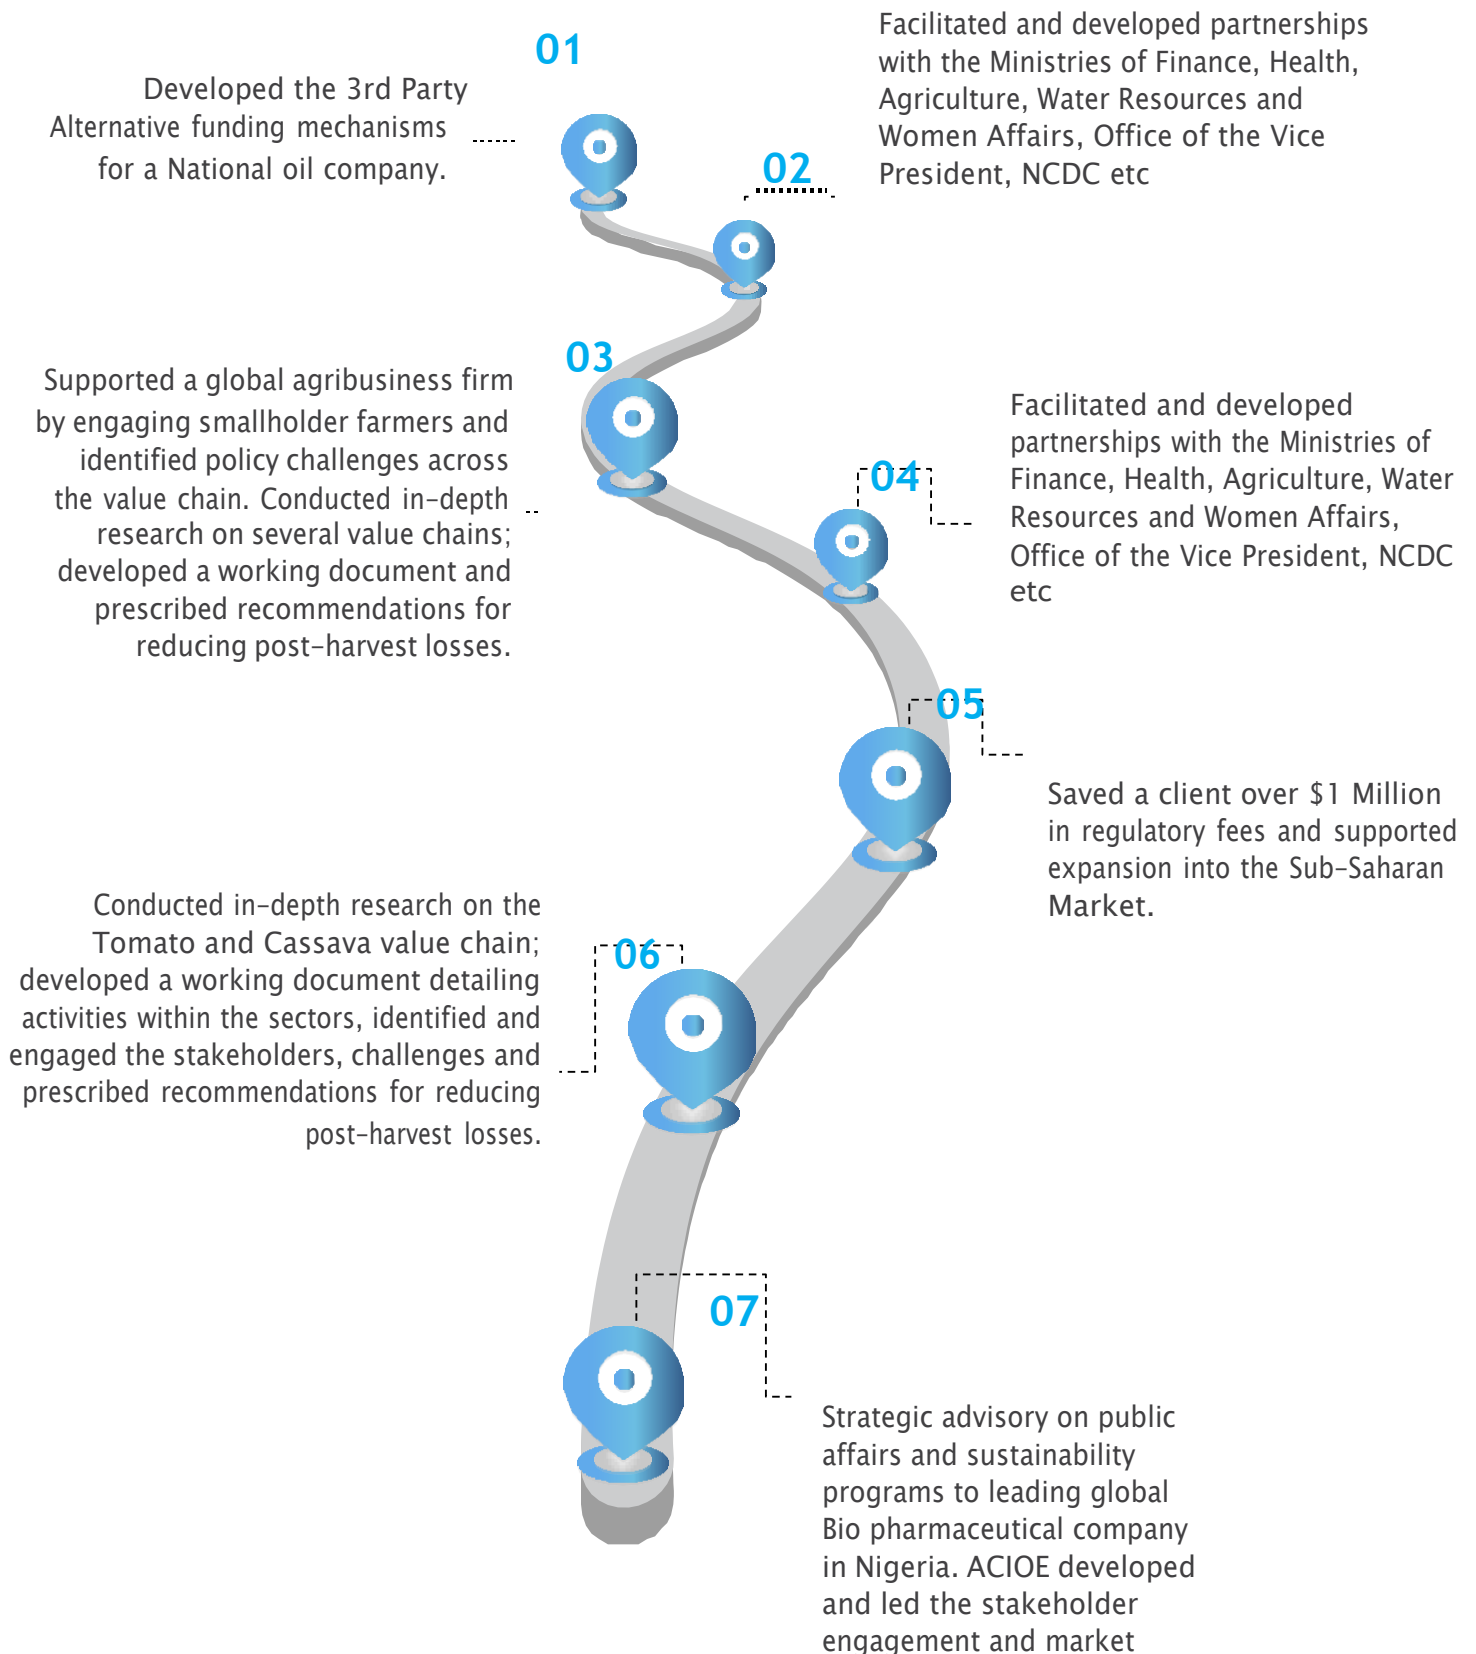 01
Developed the 3rd Party
Alternative funding mechanisms
for a National oil company.
02
Facilitated and developed partnerships
with the Ministries of Finance, Health,
Agriculture, Water Resources and
Women Affairs, Office of the Vice
President, NCDC etc
03
Supported a global agribusiness firm
by engaging smallholder farmers and
identified policy challenges across
the value chain. Conducted in-depth
research on several value chains;
developed a working document and
prescribed recommendations for
reducing post-harvest losses.
04
Facilitated and developed
partnerships with the Ministries of
Finance, Health, Agriculture, Water
Resources and Women Affairs,
Office of the Vice President, NCDC
etc
05
Saved a client over $1 Million
in regulatory fees and supported
expansion into the Sub-Saharan
Market.
06
Conducted in-depth research on the
Tomato and Cassava value chain;
developed a working document detailing
activities within the sectors, identified and
engaged the stakeholders, challenges and
prescribed recommendations for reducing
post-harvest losses.
07
Strategic advisory on public
affairs and sustainability
programs to leading global
Bio pharmaceutical company
in Nigeria. ACIOE developed
and led the stakeholder
engagement and market